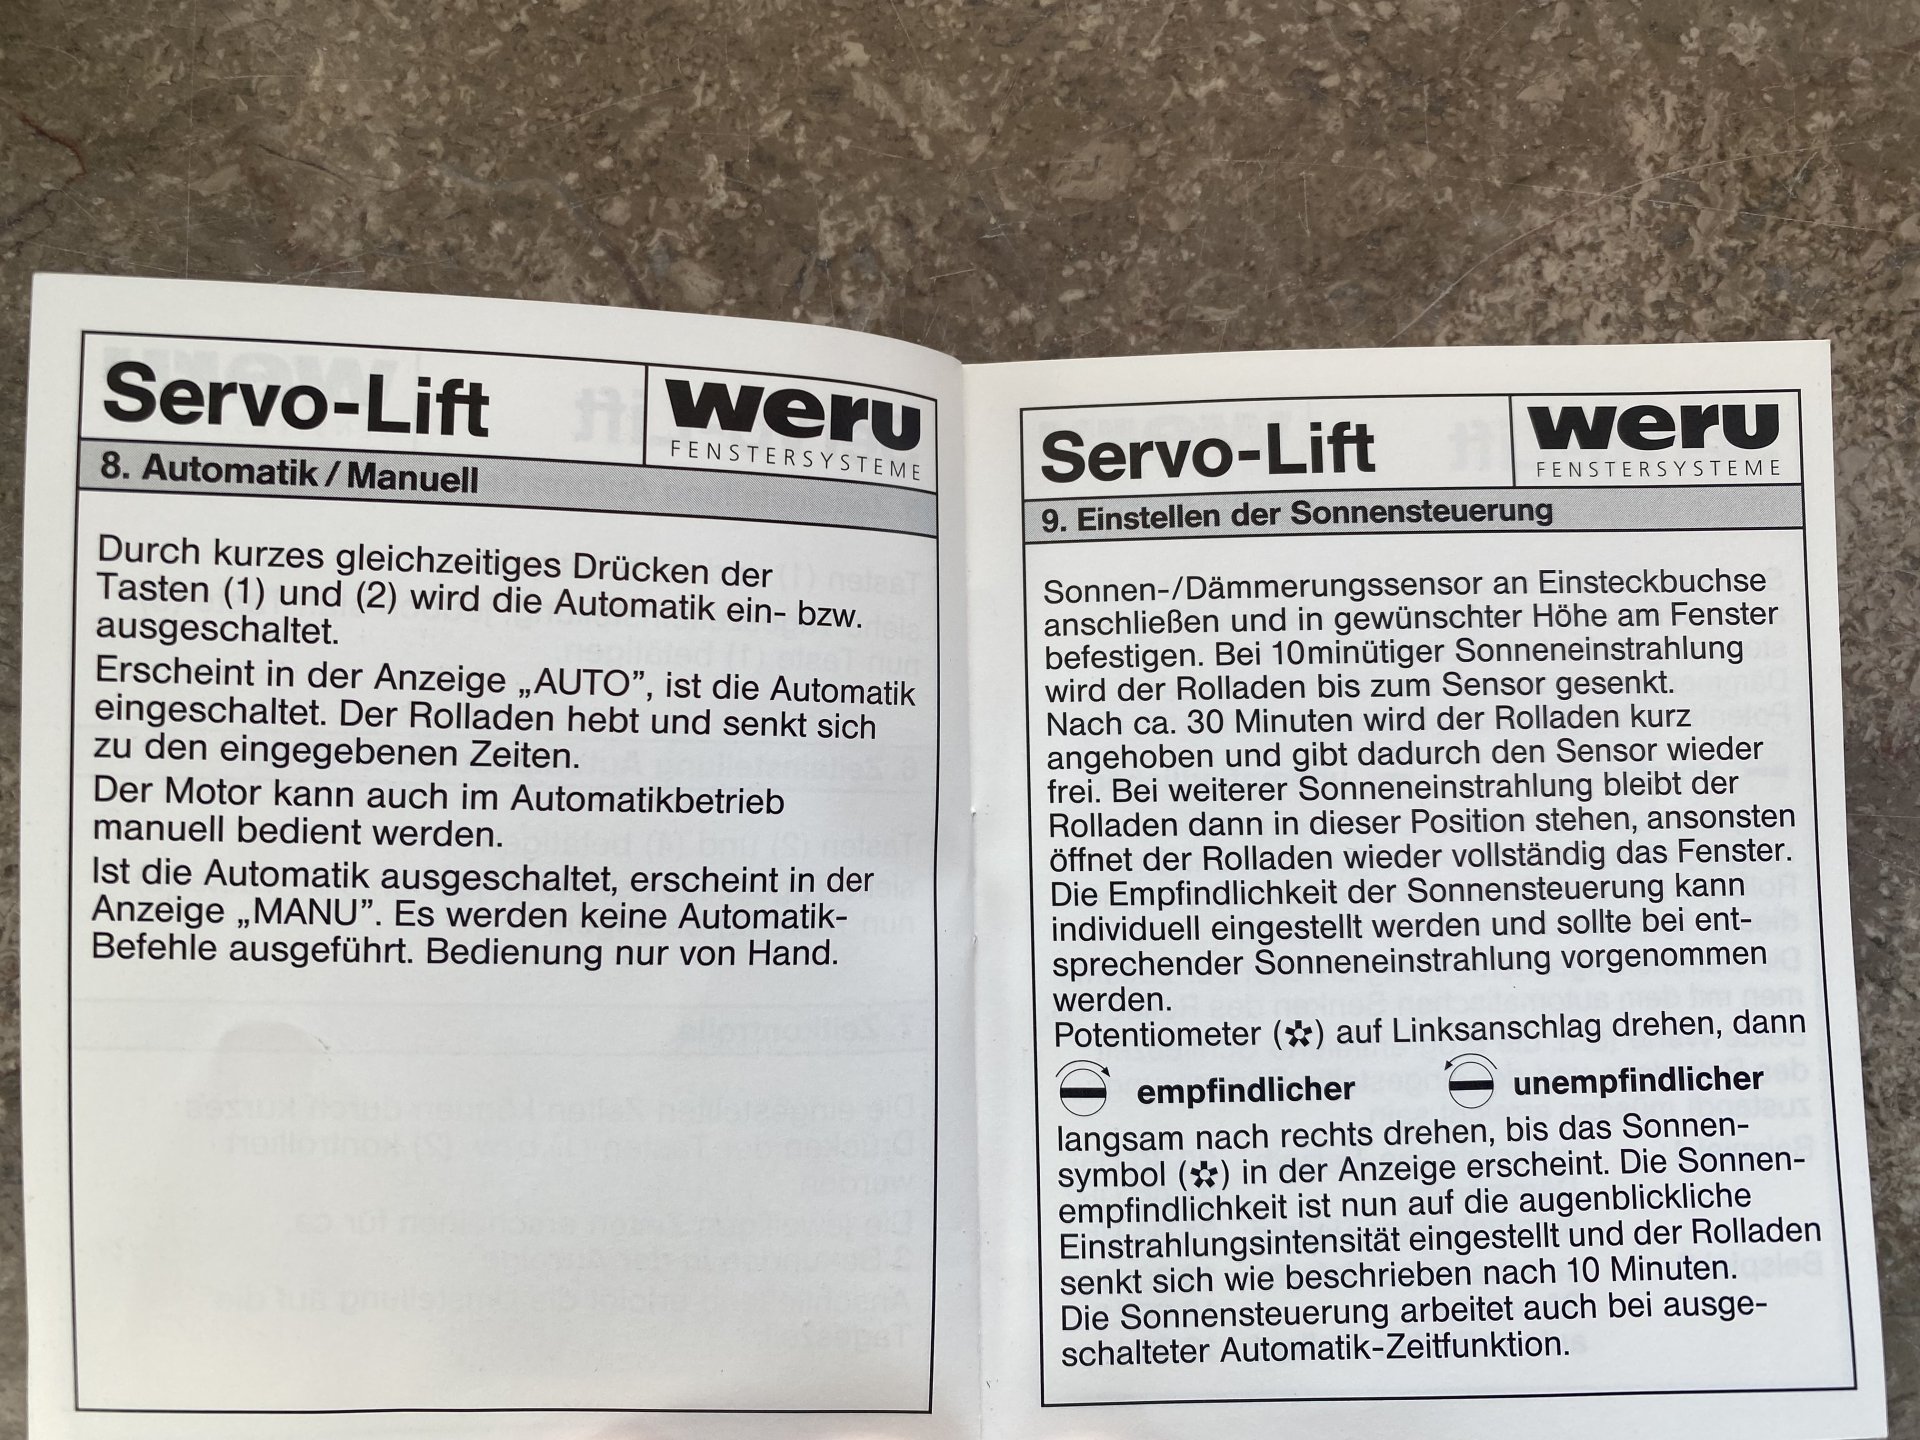 Servo-Lift
weru
FENSTERSYSTEME
8. Automatik / Manuell
Durch kurzes gleichzeitiges Drücken der
Tasten (1) und (2) wird die Automatik ein- bzw.
ausgeschaltet.
Erscheint in der Anzeige „AUTO”, ist die Automatik
eingeschaltet. Der Rolladen hebt und senkt sich
zu den eingegebenen Zeiten.
Der Motor kann auch im Automatikbetrieb
manuell bedient werden.
Ist die Automatik ausgeschaltet, erscheint in der
Anzeige „MANU”. Es werden keine Automatik-
Befehle ausgeführt. Bedienung nur von Hand.
Servo-Lift
weru
FENSTERSYSTEME
9. Einstellen der Sonnensteuerung
Sonnen-/Dämmerungssensor an Einsteckbuchse
anschließen und in gewünschter Höhe am Fenster
befestigen. Bei 10minütiger Sonneneinstrahlung
wird der Rolladen bis zum Sensor gesenkt.
Nach ca. 30 Minuten wird der Rolladen kurz
angehoben und gibt dadurch den Sensor wieder
frei. Bei weiterer Sonneneinstrahlung bleibt der
Rolladen dann in dieser Position stehen, ansonsten
öffnet der Rolladen wieder vollständig das Fenster.
Die Empfindlichkeit der Sonnensteuerung kann
individuell eingestellt werden und sollte bei ent-
sprechender Sonneneinstrahlung vorgenommen
werden.
Potentiometer (✲) auf Linksanschlag drehen, dann
empfindlicher unempfindlicher
langsam nach rechts drehen, bis das Sonnen-
symbol (✲) in der Anzeige erscheint. Die Sonnen-
empfindlichkeit ist nun auf die augenblickliche
Einstrahlungsintensität eingestellt und der Rolladen
senkt sich wie beschrieben nach 10 Minuten.
Die Sonnensteuerung arbeitet auch bei ausge-
schalteter Automatik-Zeitfunktion.